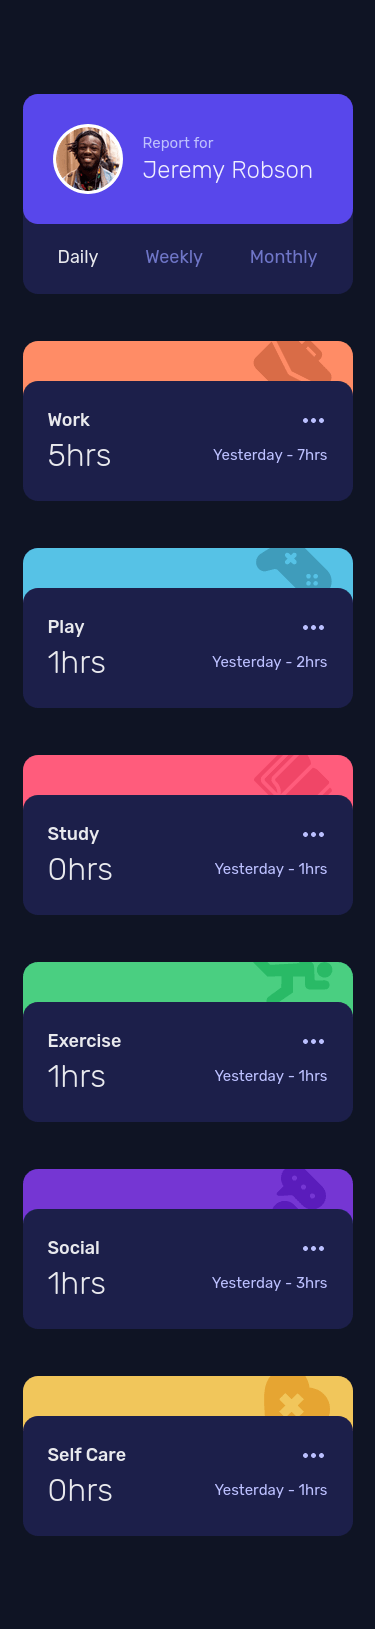 Report for
Jeremy Robson
Daily Weekly Monthly
Work
5hrs Yesterday - 7hrs
Play
1hrs Yesterday - 2hrs
Study
0hrs Yesterday - 1hrs
Exercise
1hrs Yesterday - 1hrs
Social
1hrs Yesterday - 3hrs
Self Care
0hrs Yesterday - 1hrs